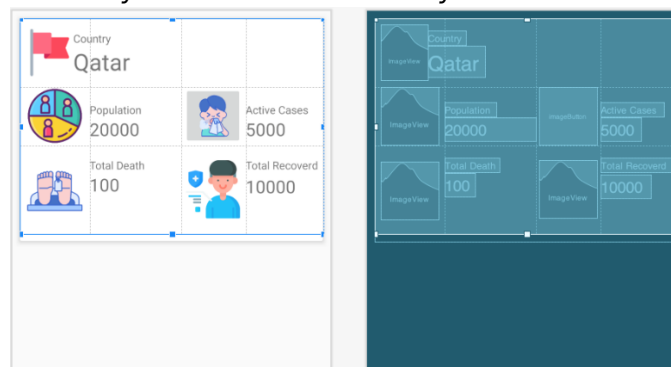 Country
Qatar
Population
20000
Active Cases
5000
Total Death
100
Total Recoverd
10000
ImageView
Country
Qatar
ImageView
Population
20000
ImageButton
Active Cases
5000
ImageView
Total Death
100
ImageView
Total Recoverd
10000